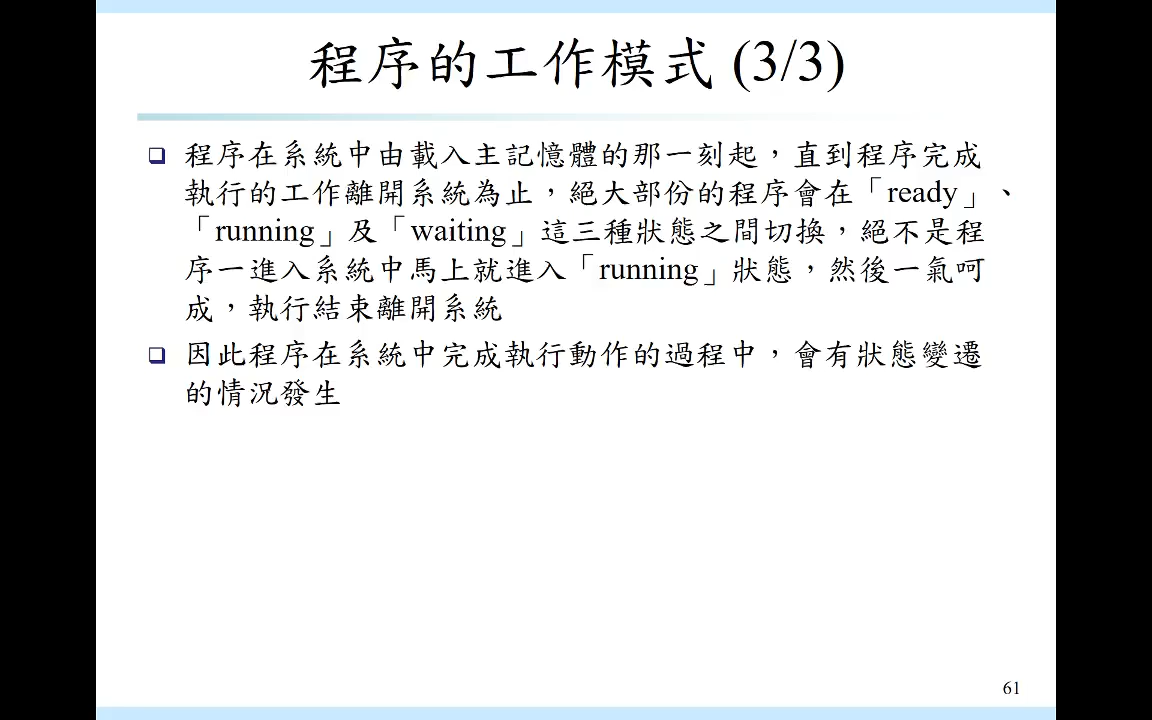 程序的工作模式 (3/3)
程序在系統中由載入主記憶體的那一刻起，直到程序完成
執行的工作離開系統為止，絕大部份的程序會在「ready」、
「running」及「waiting」這三種狀態之間切換，絕不是程
序一進入系統中馬上就進入「running」狀態，然後一氣呵
成，執行結束離開系統
因此程序在系統中完成執行動作的過程中，會有狀態變遷
的情況發生
61